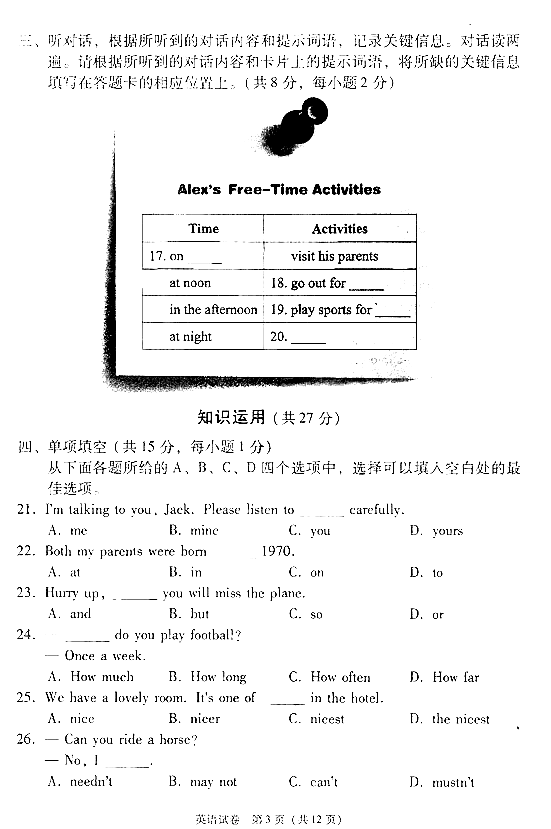 三、听对话，根据所听到的对话内容和提示词语，记录关键信息。对话读两
遍。请根据所听到的对话内容和卡片上的提示词语，将所缺的关键信息
填写在答题卡的相应位置上。(共8分，每小题2分)
Alex's Free-Time Activities
Time Activities
17. on _____ visit his parents
at noon 18. go out for _____
in the afternoon 19. play sports for _____
at night 20. _____
知识运用 (共27分)
四、单项填空 (共15分，每小题1分)
从下面各题所给的A、B、C、D四个选项中，选择可以填入空白处的最
佳选项。
21. I'm talking to you, Jack. Please listen to ______ carefully.
A. me B. mine C. you D. yours
22. Both my parents were born 1970.
A. at B. in C. on D. to
23. Hurry up, ______ you will miss the plane.
A. and B. but C. so D. or
24. — ______ do you play football?
— Once a week.
A. How much B. How long C. How often D. How far
25. We have a lovely room. It's one of _____ in the hotel.
A. nice B. nicer C. nicest D. the nicest
26. — Can you ride a horse?
— No, I ______.
A. needn't B. may not C. can't D. mustn't
英语试卷 第3页 (共12页)